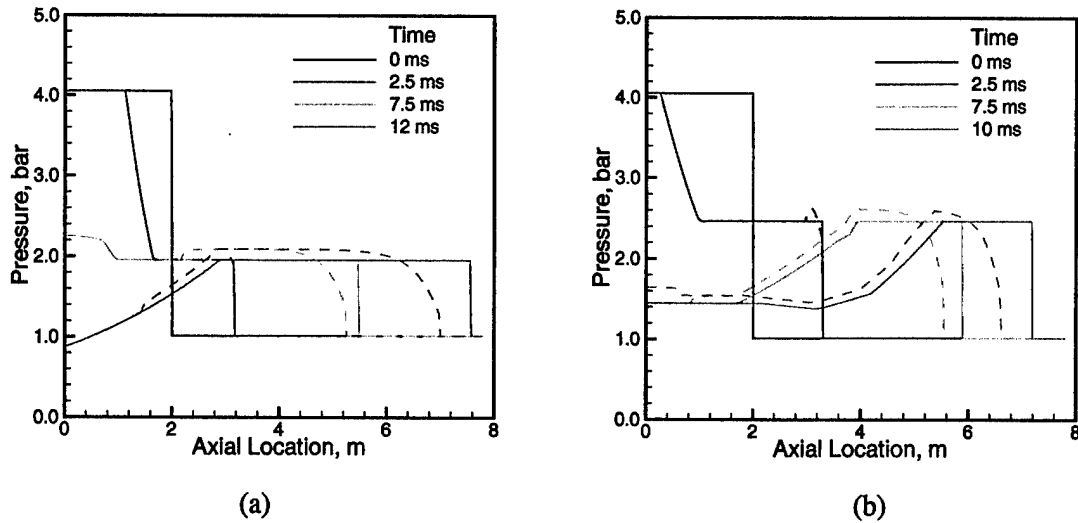 5.0
4.0
3.0
2.0
1.0
0.0
Pressure, bar
0
2
4
6
8
Axial Location, m
Time
0 ms
2.5 ms
7.5 ms
12 ms
(a)
5.0
4.0
3.0
2.0
1.0
0.0
Pressure, bar
0
2
4
6
8
Axial Location, m
Time
0 ms
2.5 ms
7.5 ms
10 ms
(b)